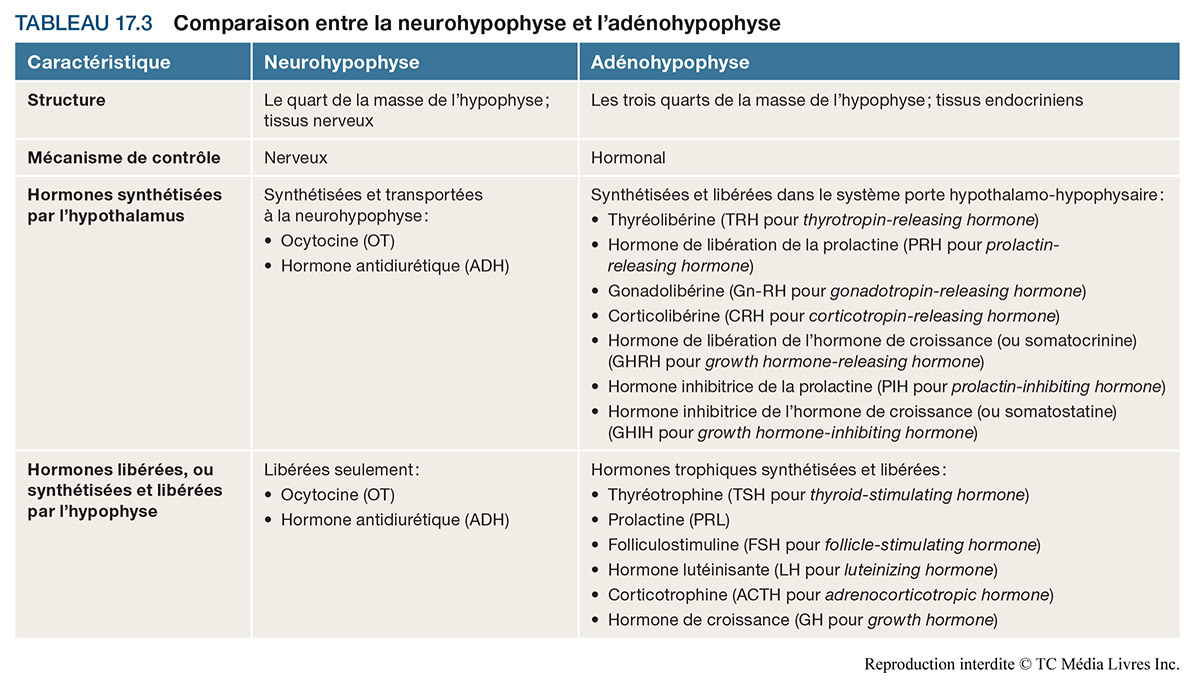 TABLEAU 17.3 Comparaison entre la neurohypophyse et l’adénohypophyse
Caractéristique
Neurohypophyse
Adénohypophyse
Structure
Le quart de la masse de l’hypophyse ;
tissus nerveux
Les trois quarts de la masse de l’hypophyse ; tissus endocriniens
Mécanisme de contrôle
Nerveux
Hormonal
Hormones synthétisées
par l’hypothalamus
Synthétisées et transportées
à la neurohypophyse :
• Ocytocine (OT)
• Hormone antidiurétique (ADH)
Synthétisées et libérées dans le système porte hypothalamo-hypophysaire :
• Thyréolibérine (TRH pour thyrotropin-releasing hormone)
• Hormone de libération de la prolactine (PRH pour prolactin-
releasing hormone)
• Gonadolibérine (Gn-RH pour gonadotropin-releasing hormone)
• Corticolibérine (CRH pour corticotropin-releasing hormone)
• Hormone de libération de l’hormone de croissance (ou somatocrinine)
(GHRH pour growth hormone-releasing hormone)
• Hormone inhibitrice de la prolactine (PIH pour prolactin-inhibiting hormone)
• Hormone inhibitrice de l’hormone de croissance (ou somatostatine)
(GHIH pour growth hormone-inhibiting hormone)
Hormones libérées, ou
synthétisées et libérées
par l’hypophyse
Libérées seulement :
• Ocytocine (OT)
• Hormone antidiurétique (ADH)
Hormones trophiques synthétisées et libérées :
• Thyréotrophine (TSH pour thyroid-stimulating hormone)
• Prolactine (PRL)
• Folliculostimuline (FSH pour follicle-stimulating hormone)
• Hormone lutéinisante (LH pour luteinizing hormone)
• Corticotrophine (ACTH pour adrenocorticotropic hormone)
• Hormone de croissance (GH pour growth hormone)
Reproduction interdite © TC Média Livres Inc.